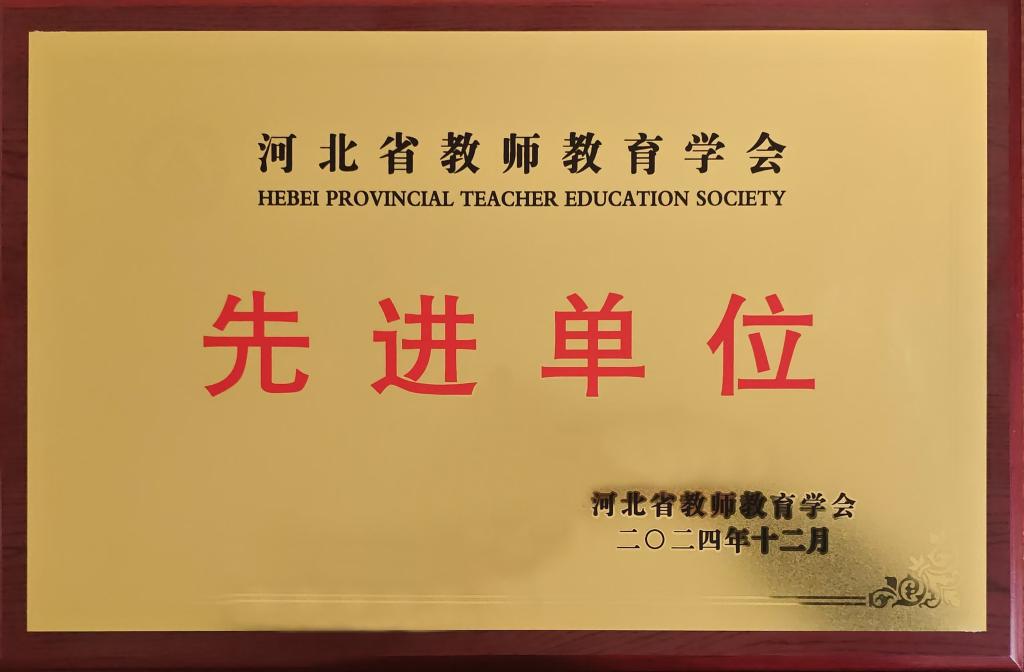 河北省教师教育学会
HEBEI PROVINCIAL TEACHER EDUCATION SOCIETY
先进单位
河北省教师教育学会
二〇二四年十二月